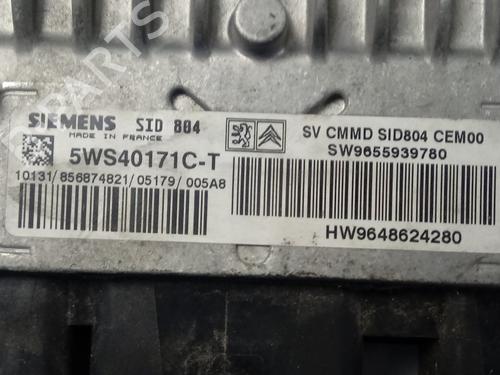 SIEMENS SID 804
MADE IN FRANCE
5WS40171C-T
10131/856874821/05179/005A8
SV CMMD SID804 CEM00
SW9655939780
HW9648624280